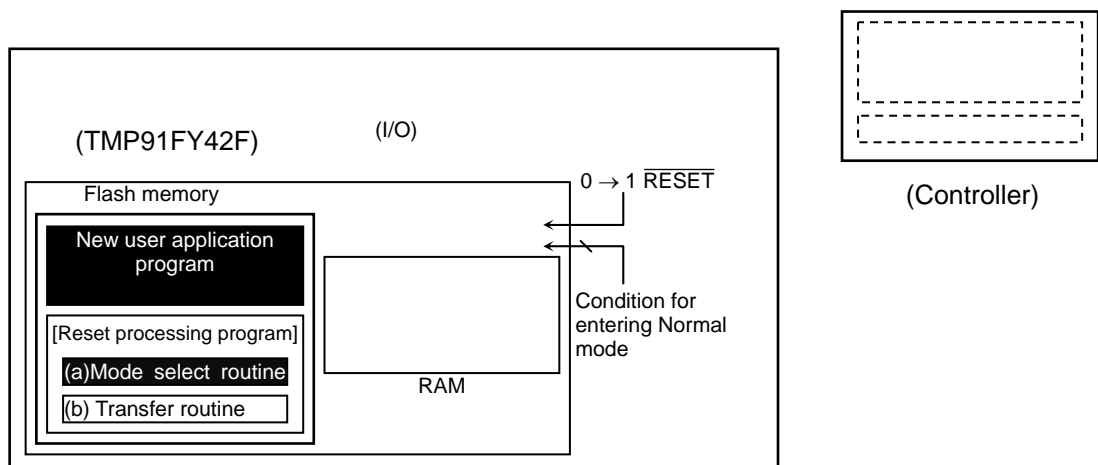 (TMP91FY42F)
(I/O)
Flash memory
New user application
program
[Reset processing program]
(a)Mode select routine
(b) Transfer routine
RAM
0 → 1 RESET
Condition for
entering Normal
mode
(Controller)